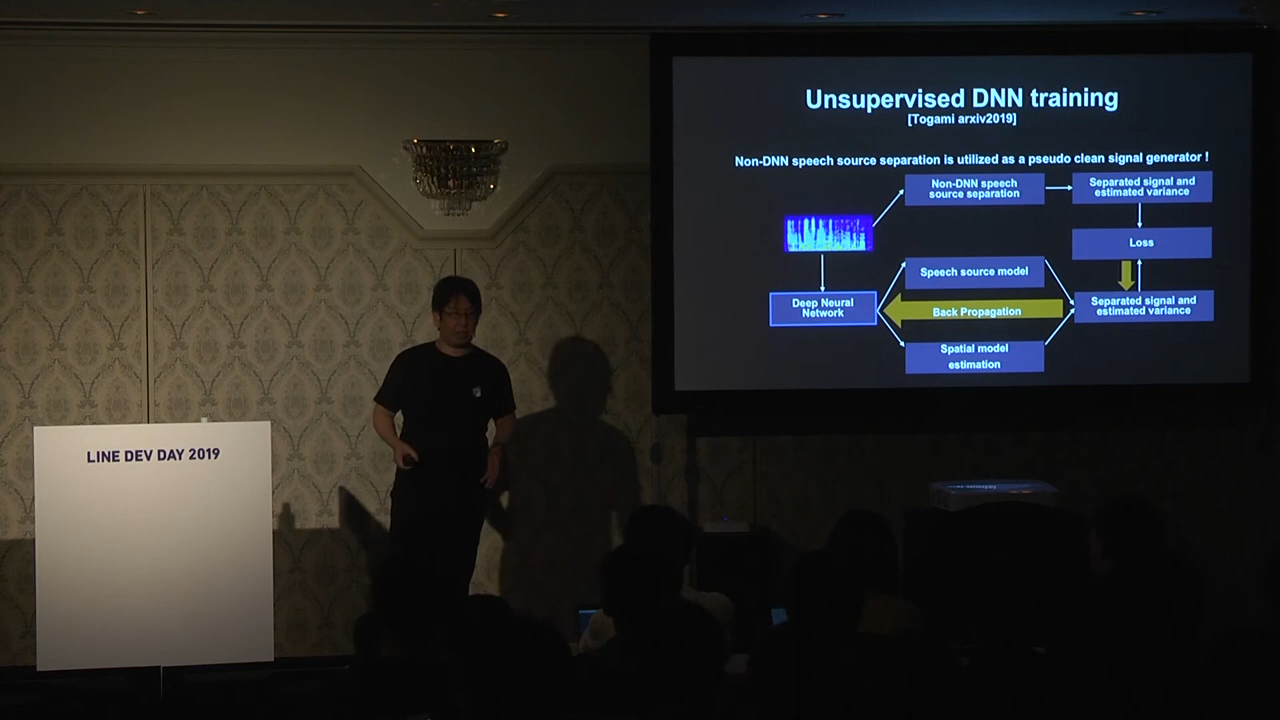 Unsupervised DNN training
[Togami arxiv2019]
Non-DNN speech source separation is utilized as a pseudo clean signal generator !
Non-DNN speech
source separation
Separated signal and
estimated variance
Loss
Speech source model
Deep Neural
Network
Back Propagation
Separated signal and
estimated variance
Spatial model
estimation
LINE DEV DAY 2019